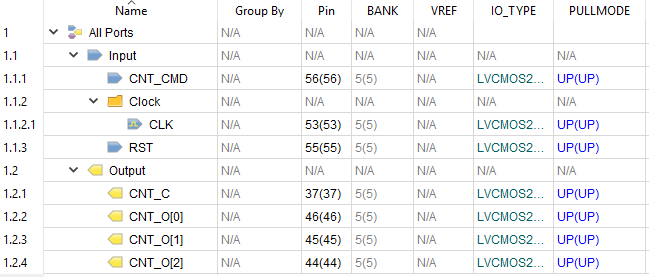 Name Group By Pin BANK VREF IO_TYPE PULLMODE
1 All Ports N/A N/A N/A N/A
1.1 Input N/A N/A N/A N/A N/A N/A
1.1.1 CNT_CMD N/A 56(56) 5(5) N/A LVCMOS2... UP(UP)
1.1.2 Clock N/A N/A N/A N/A N/A N/A
1.1.2.1 CLK N/A 53(53) 5(5) N/A LVCMOS2... UP(UP)
1.1.3 RST N/A 55(55) 5(5) N/A LVCMOS2... UP(UP)
1.2 Output N/A N/A N/A N/A N/A N/A
1.2.1 CNT_C N/A 37(37) 5(5) N/A LVCMOS2... UP(UP)
1.2.2 CNT_O[0] N/A 46(46) 5(5) N/A LVCMOS2... UP(UP)
1.2.3 CNT_O[1] N/A 45(45) 5(5) N/A LVCMOS2... UP(UP)
1.2.4 CNT_O[2] N/A 44(44) 5(5) N/A LVCMOS2... UP(UP)